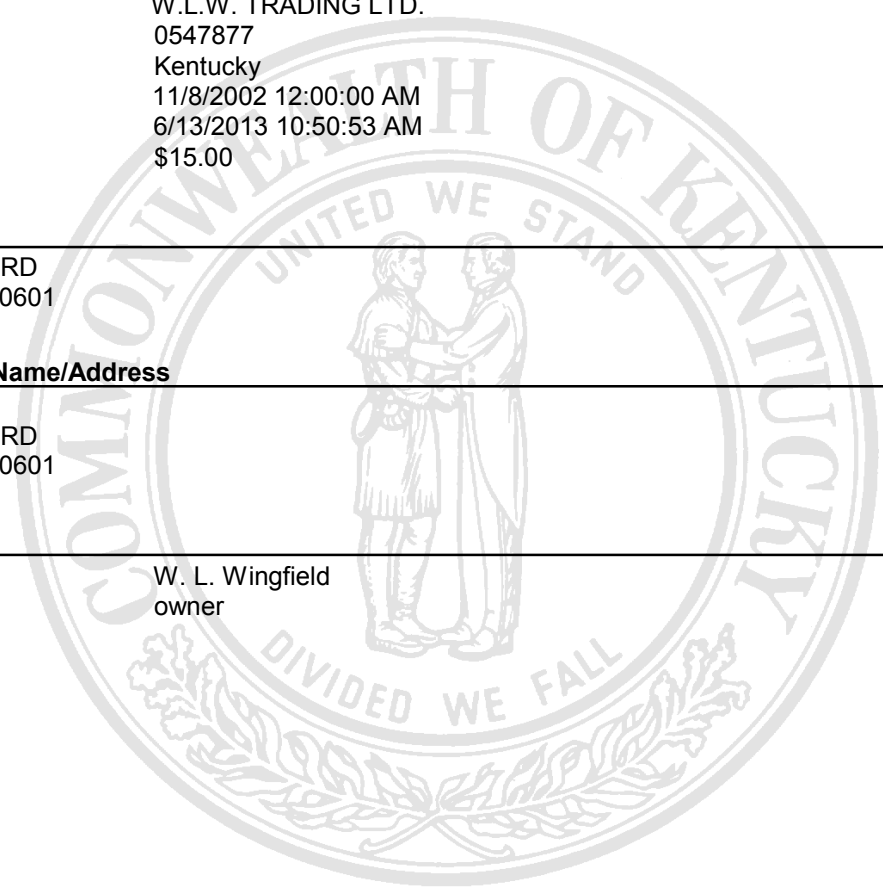 W.L.W. TRADING LTD.
0547877
Kentucky
11/8/2002 12:00:00 AM
6/13/2013 10:50:53 AM
$15.00
RD
0601
Name/Address
RD
0601
W. L. Wingfield
owner
COMMONWEALTH OF KENTUCKY
UNITED WE STAND
DIVIDED WE FALL